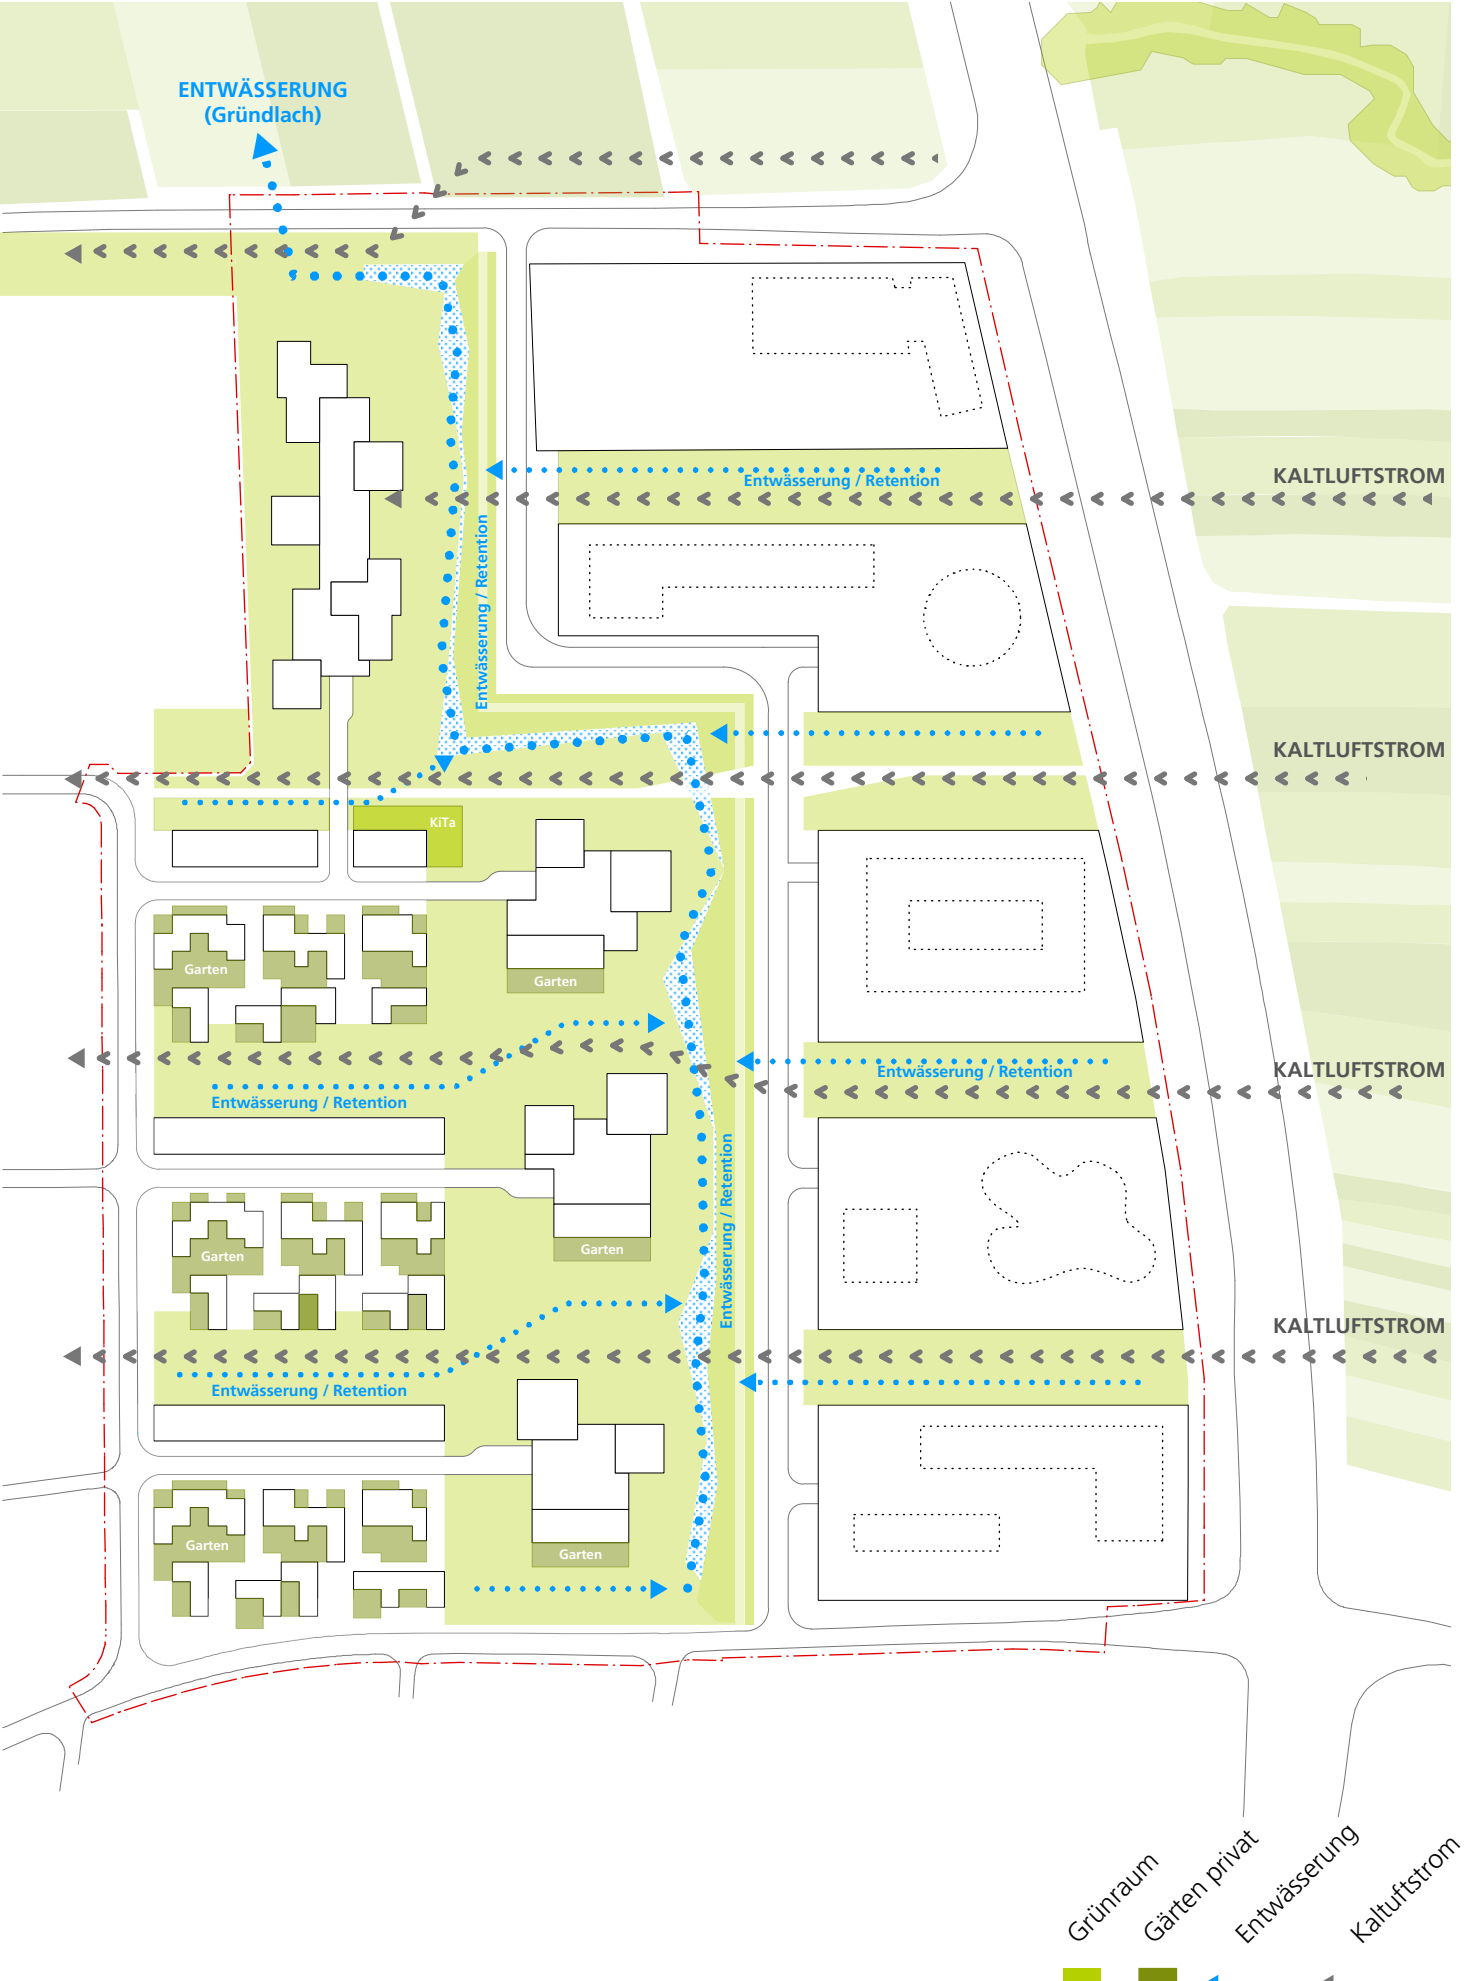 ENTWÄSSERUNG
(Gründlach)
KALTLUFTSTROM
Entwässerung / Retention
Entwässerung / Retention
KALTLUFTSTROM
KiTa
Garten
Garten
KALTLUFTSTROM
Entwässerung / Retention
Entwässerung / Retention
Entwässerung / Retention
Garten
Garten
KALTLUFTSTROM
Entwässerung / Retention
Garten
Garten
Grünraum
Gärten privat
Entwässerung
Kaltuftstrom